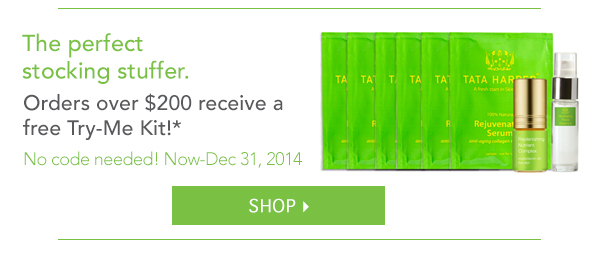 The perfect
stocking stuffer.
Orders over $200 receive a
free Try-Me Kit!*
No code needed! Now-Dec 31, 2014
SHOP
TATA HARPER
Rejuvenating
Serum